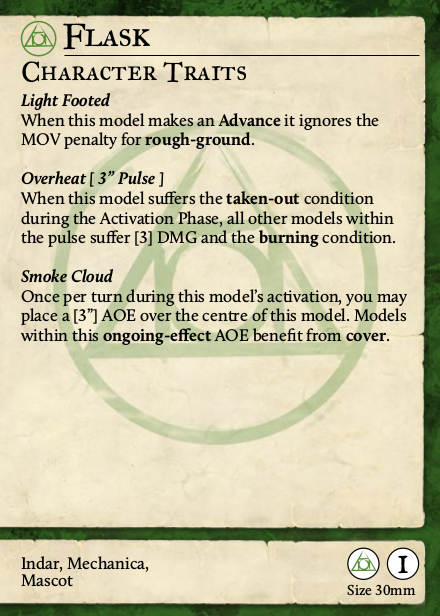 Flask
Character Traits
Light Footed
When this model makes an Advance it ignores the
MOV penalty for rough-ground.
Overheat [ 3” Pulse ]
When this model suffers the taken-out condition
during the Activation Phase, all other models within
the pulse suffer [3] DMG and the burning condition.
Smoke Cloud
Once per turn during this model’s activation, you may
place a [3”] AOE over the centre of this model. Models
within this ongoing-effect AOE benefit from cover.
Indar, Mechanica,
Mascot
1
Size 30mm